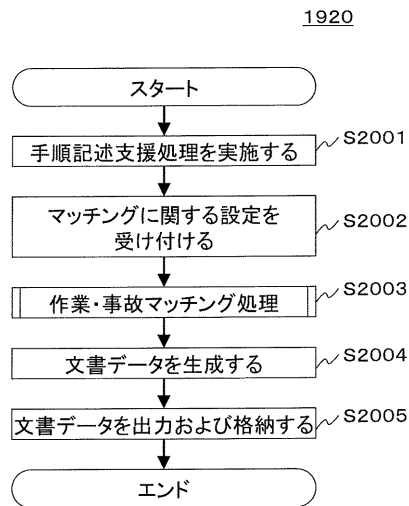 1920
スタート
手順記述支援処理を実施する
S2001
マッチングに関する設定を
受け付ける
S2002
作業・事故マッチング処理
S2003
文書データを生成する
S2004
文書データを出力および格納する
S2005
エンド